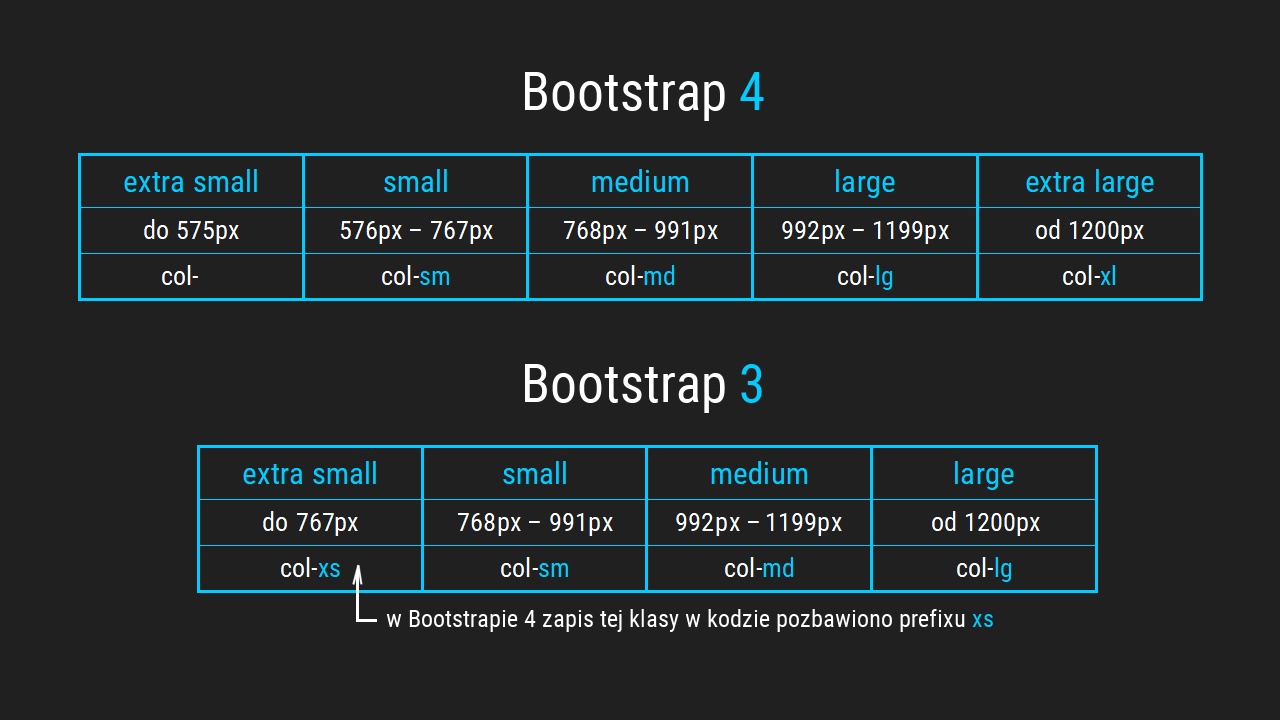 Bootstrap 4
extra small small medium large extra large
do 575px 576px – 767px 768px – 991px 992px – 1199px od 1200px
col- col-sm col-md col-lg col-xl
Bootstrap 3
extra small small medium large
do 767px 768px – 991px 992px – 1199px od 1200px
col-xs col-sm col-md col-lg
w Bootstrapie 4 zapis tej klasy w kodzie pozbawiono prefixu xs